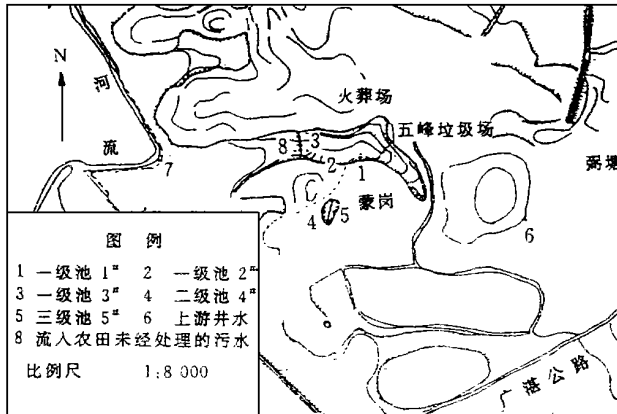 N
河
流
火葬场
五峰垃圾场
弼塘
8
3
2
1
7
蒙岗
4
5
6
图 例
1 一级池 1# 2 一级池 2#
3 一级池 3# 4 二级池 4#
5 三级池 5# 6 上游井水
8 流入农田未经处理的污水
比例尺 1:8 000
广湛公路